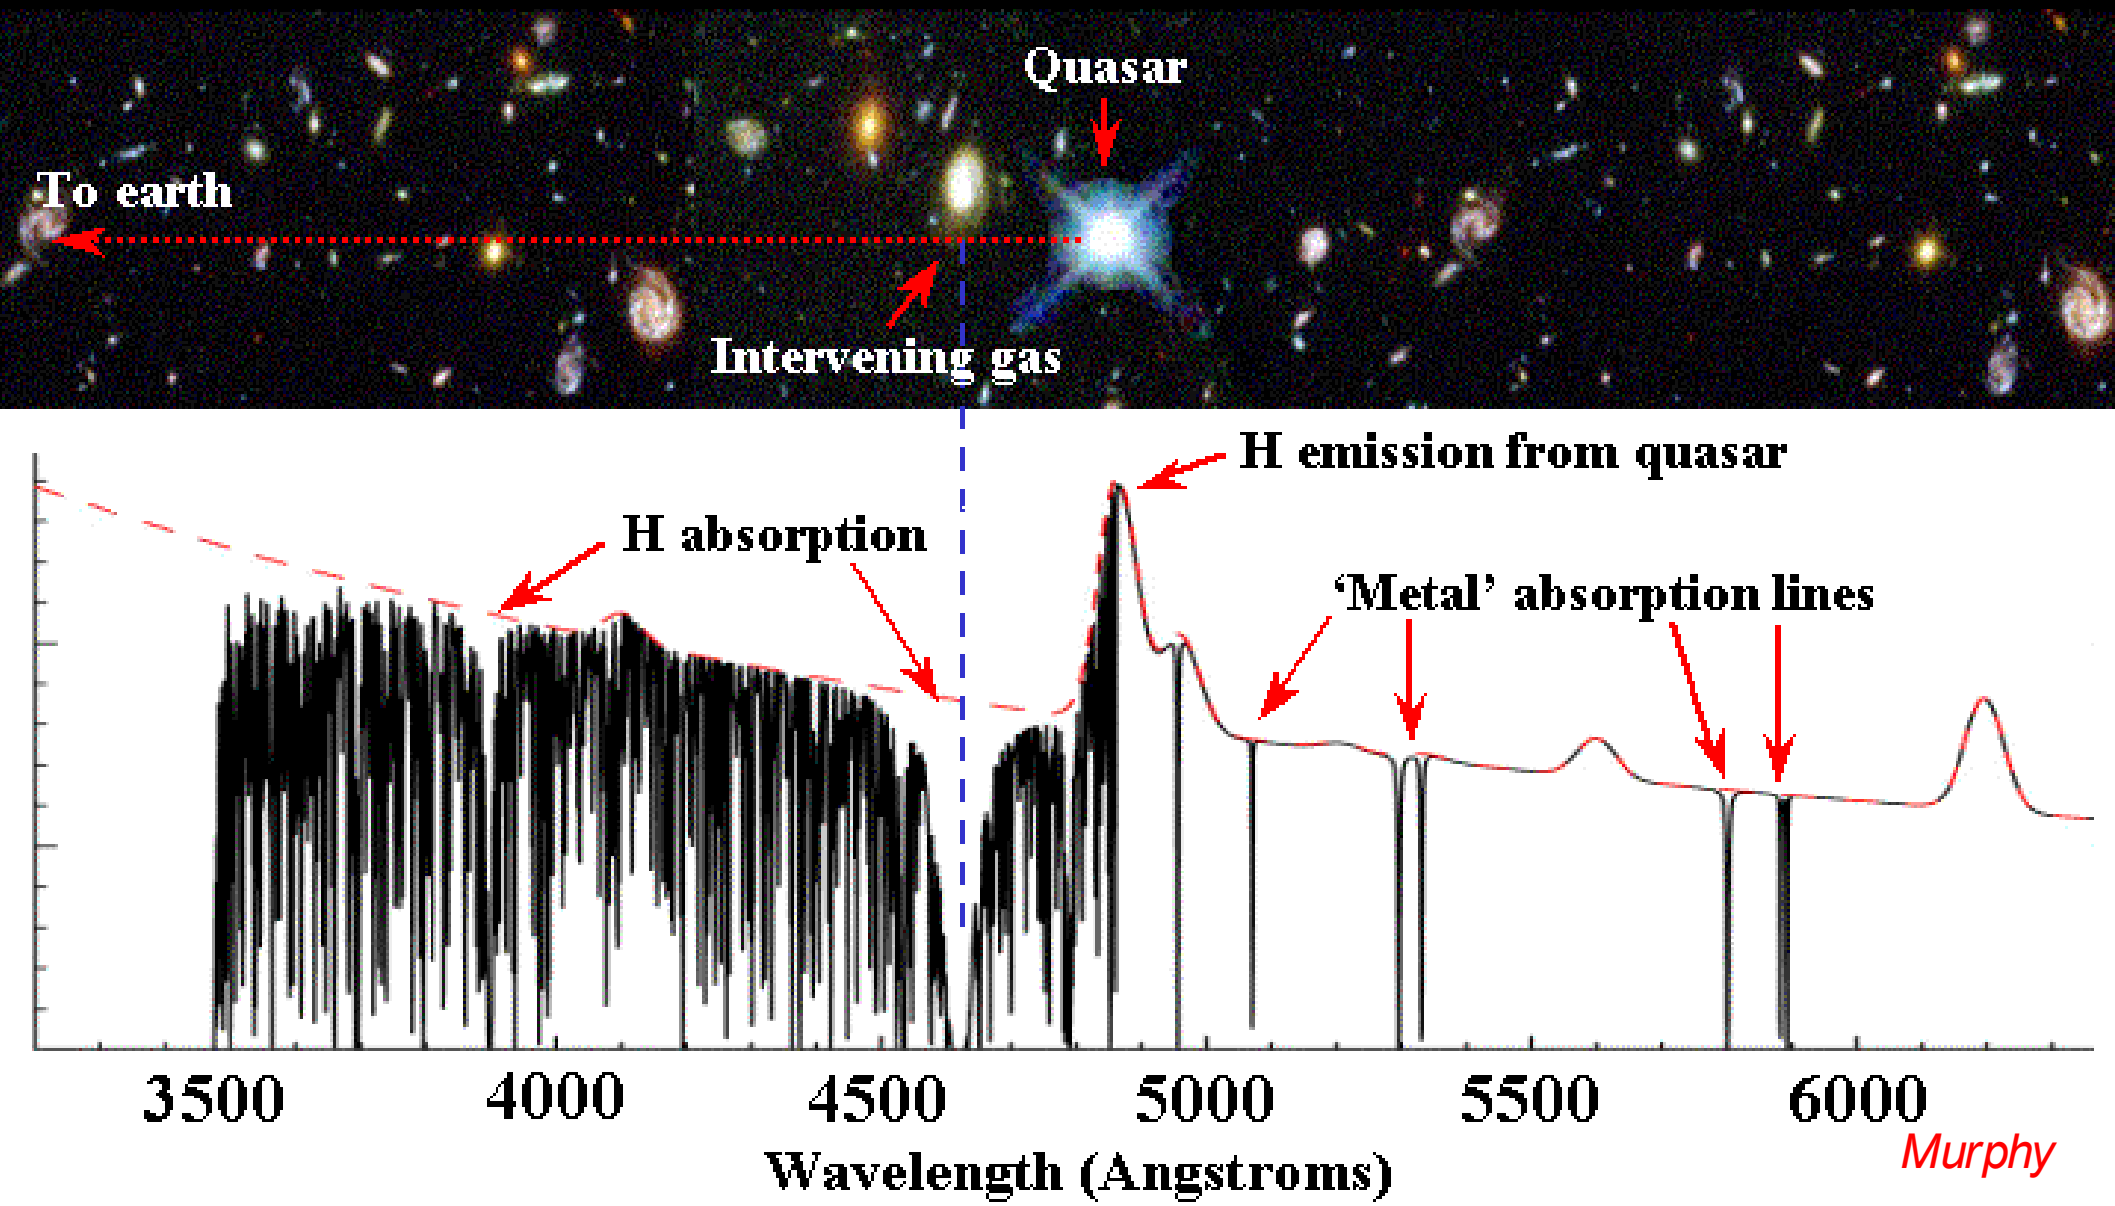 Quasar
To earth
Intervening gas
H emission from quasar
H absorption
‘Metal’ absorption lines
3500 4000 4500 5000 5500 6000
Murphy
Wavelength (Angstroms)